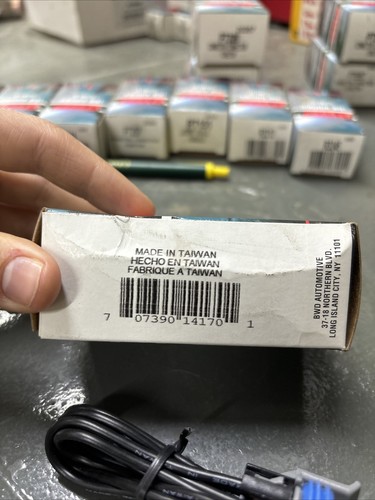 MADE IN TAIWAN
HECHO EN TAIWAN
FABRIQUE A TAIWAN
7 07390 14170 1
BWD AUTOMOTIVE
37-18 NORTHERN BLVD.
LONG ISLAND CITY, NY 11101